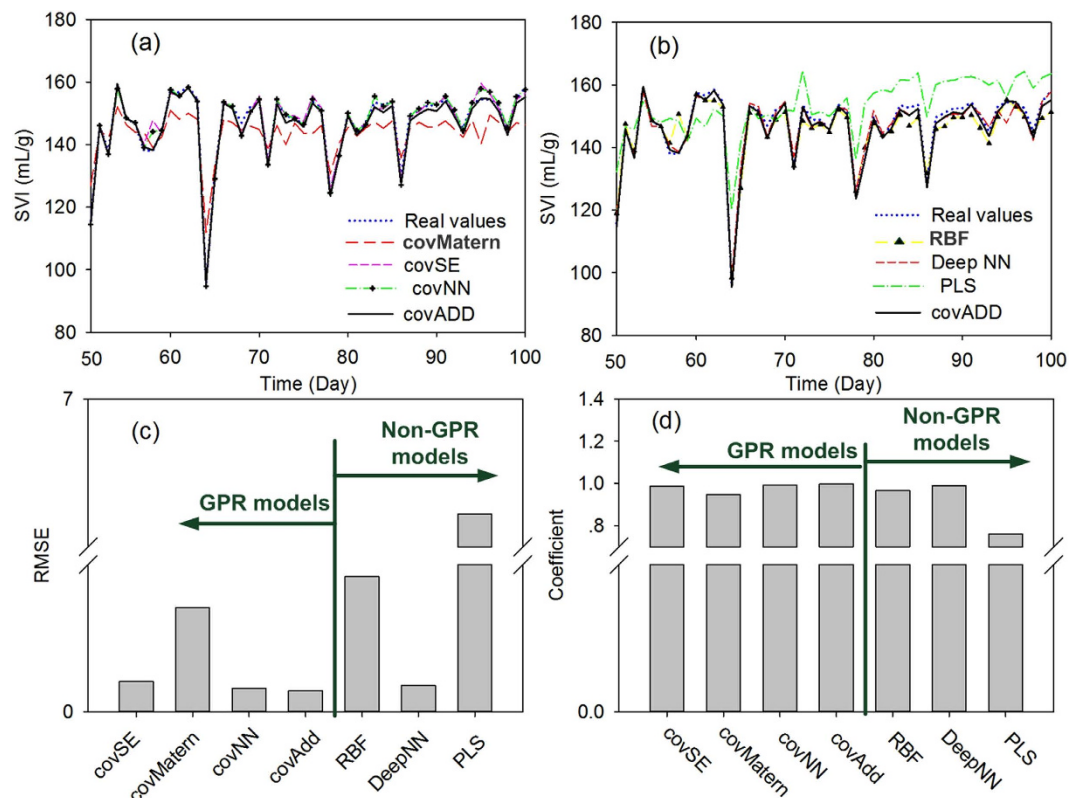 (a)
180
160
140
120
100
80
SVI (mL/g)
Real values
covMatern
covSE
covNN
covADD
50 60 70 80 90 100
Time (Day)
(b)
180
160
140
120
100
80
SVI (mL/g)
Real values
RBF
Deep NN
PLS
covADD
50 60 70 80 90 100
Time (Day)
(c)
7
0
RMSE
Non-GPR
models
GPR models
covSE covMatern covNN covAdd RBF DeepNN PLS
(d)
1.4
1.2
1.0
.8
0.0
Coefficient
Non-GPR
models
GPR models
covSE covMatern covNN covAdd RBF DeepNN PLS